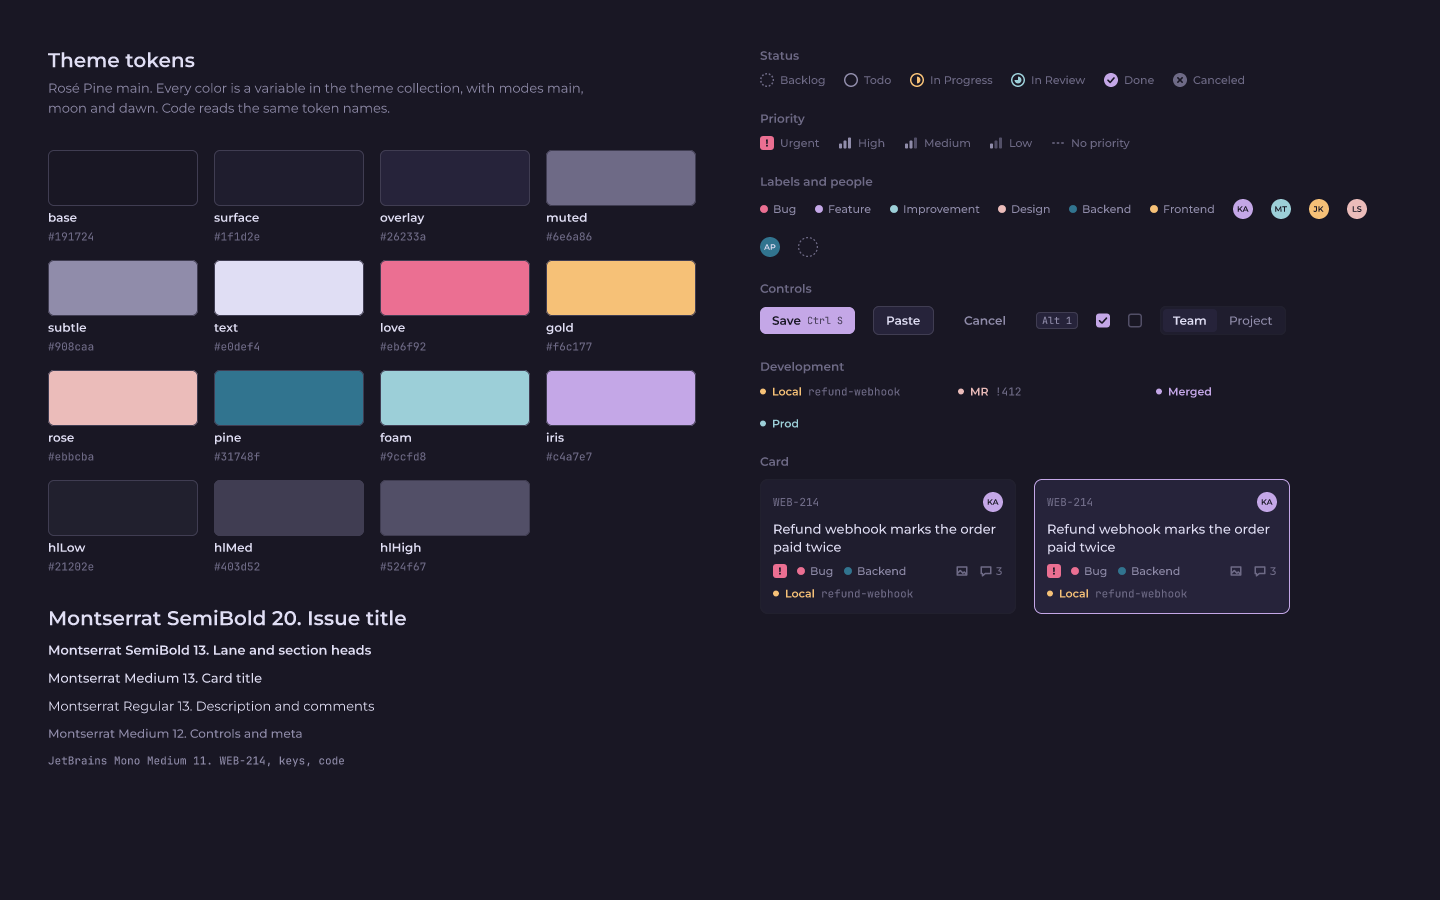 Theme tokens
Rosé Pine main. Every color is a variable in the theme collection, with modes main,
moon and dawn. Code reads the same token names.
base
surface
overlay
muted
#191724
#1f1d2e
#26233a
#6e6a86
subtle
text
love
gold
#908caa
#e0def4
#eb6f92
#f6c177
rose
pine
foam
iris
#ebbcba
#31748f
#9ccfd8
#c4a7e7
hlLow
hlMed
hlHigh
#21202e
#403d52
#524f67
Montserrat SemiBold 20. Issue title
Montserrat SemiBold 13. Lane and section heads
Montserrat Medium 13. Card title
Montserrat Regular 13. Description and comments
Montserrat Medium 12. Controls and meta
JetBrains Mono Medium 11. WEB-214, keys, code
Status
Backlog
Todo
In Progress
In Review
Done
Canceled
Priority
! Urgent
High
Medium
Low
No priority
Labels and people
Bug
Feature
Improvement
Design
Backend
Frontend
KA
MT
JK
LS
AP
Controls
Save Ctrl S
Paste
Cancel
Alt 1
Team
Project
Development
Local refund-webhook
MR !412
Merged
Prod
Card
WEB-214
KA
Refund webhook marks the order
paid twice
! Bug Backend 3
Local refund-webhook
WEB-214
KA
Refund webhook marks the order
paid twice
! Bug Backend 3
Local refund-webhook